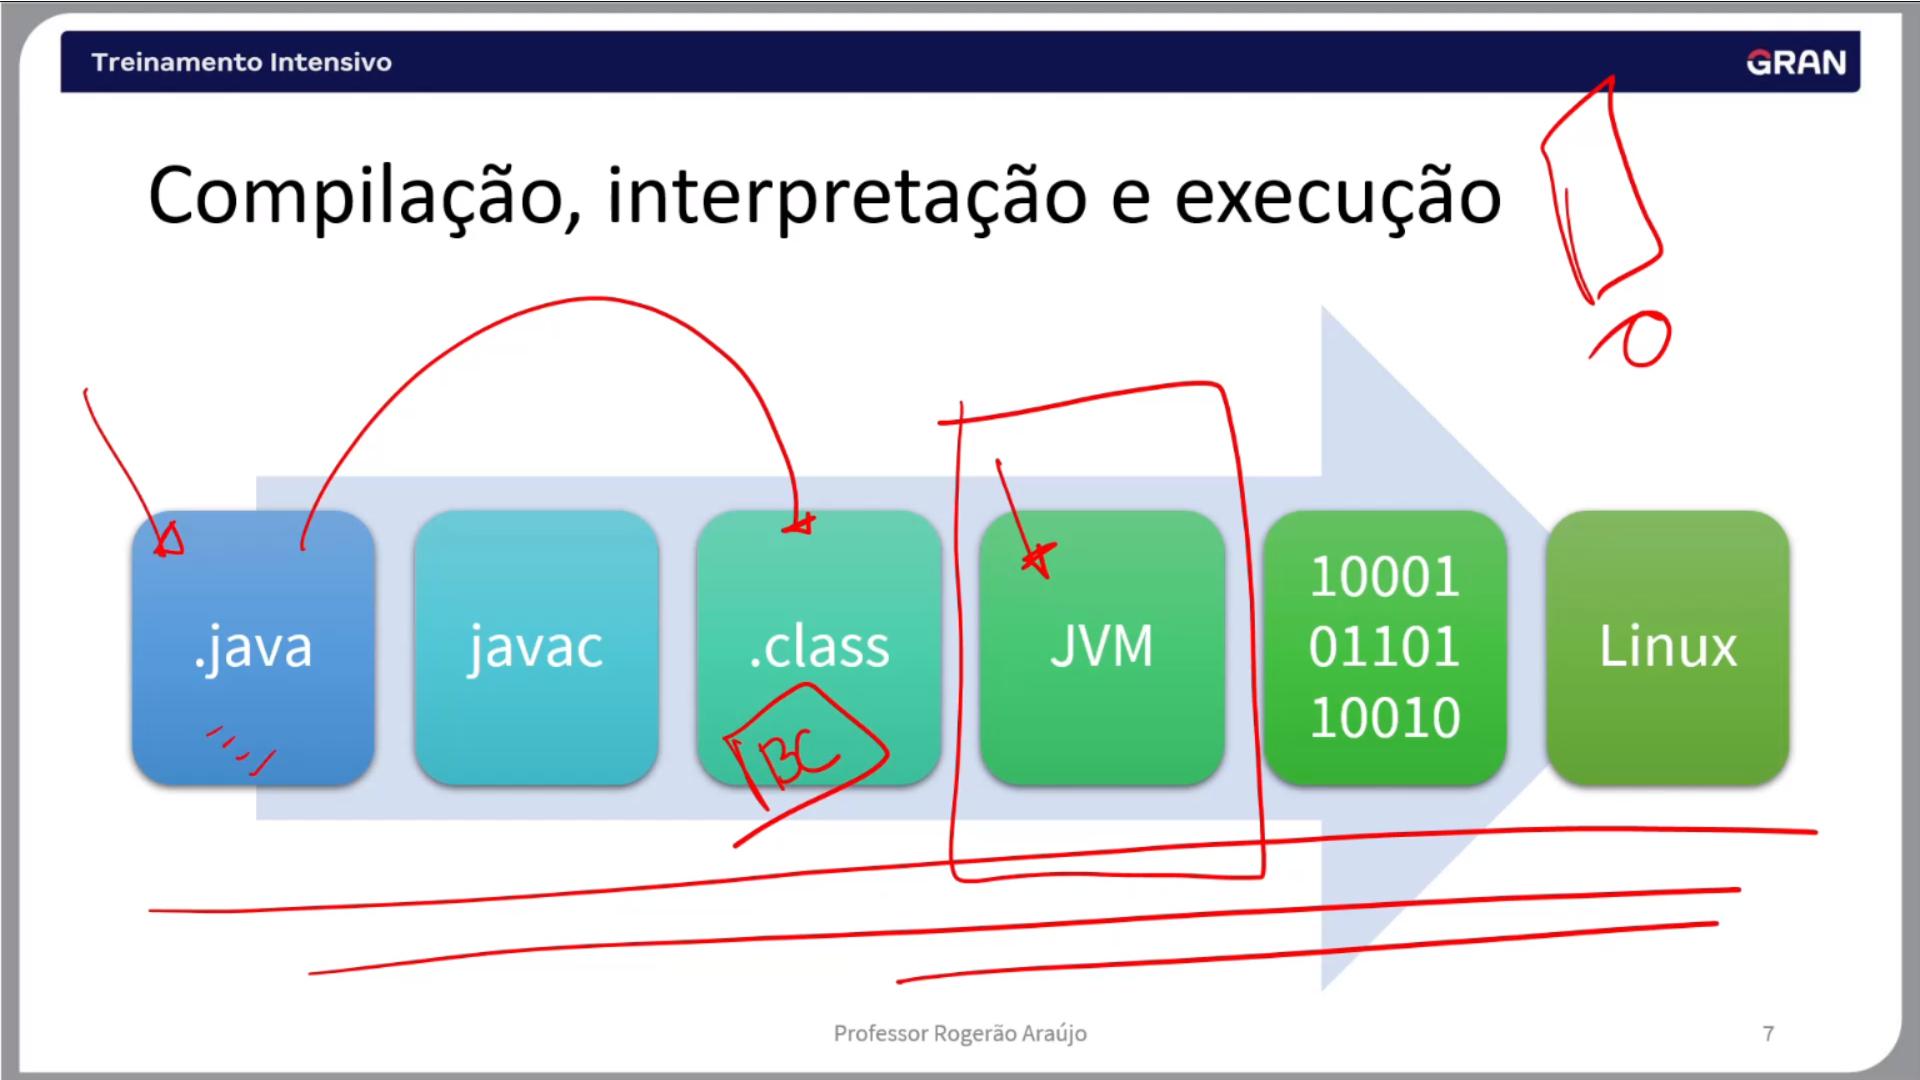 Treinamento Intensivo
GRAN
Compilação, interpretação e execução
.java
javac
.class
BC
JVM
10001
01101
10010
Linux
Professor Rogerão Araújo
7